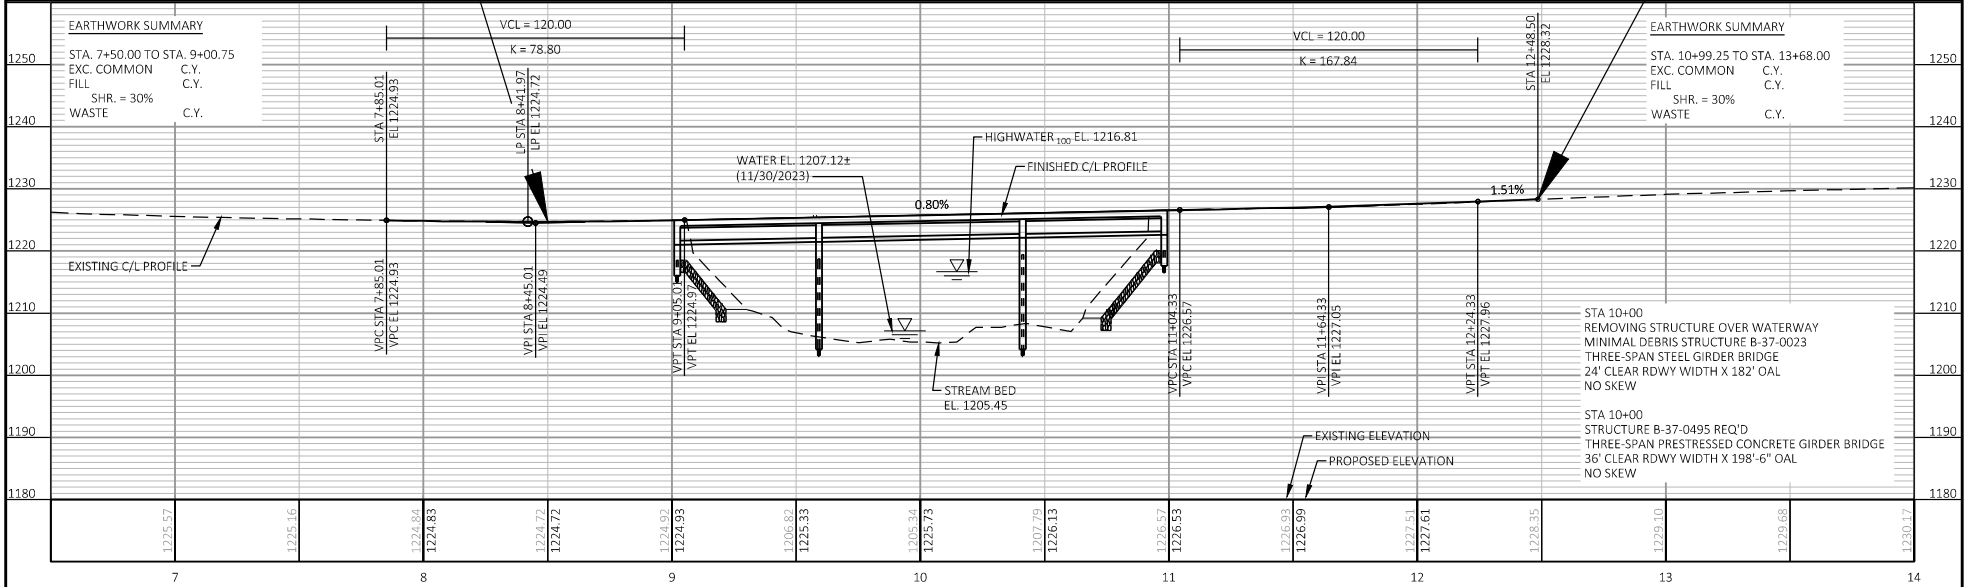 EARTHWORK SUMMARY
STA. 7+50.00 TO STA. 9+00.75
EXC. COMMON C.Y.
FILL C.Y.
SHR. = 30%
WASTE C.Y.
VCL = 120.00
K = 78.80
STA 7+85.01
EL 1224.93
LP STA 8+41.97
LP EL 1224.72
VCL = 120.00
K = 167.84
STA 12+48.50
EL 1228.32
EARTHWORK SUMMARY
STA. 10+99.25 TO STA. 13+68.00
EXC. COMMON C.Y.
FILL C.Y.
SHR. = 30%
WASTE C.Y.
1250
1240
1230
1220
1210
1200
1190
1180
1250
1240
1230
1220
1210
1200
1190
1180
HIGHWATER 100 EL. 1216.81
WATER EL. 1207.12±
(11/30/2023)
FINISHED C/L PROFILE
0.80%
1.51%
EXISTING C/L PROFILE
VPC STA 7+85.01
VPC EL 1224.93
VPI STA 8+45.01
VPI EL 1224.49
VPT STA 9+05.01
VPT EL 1224.97
VPC STA 11+04.33
VPC EL 1226.57
VPI STA 11+64.33
VPI EL 1227.05
VPT STA 12+24.33
VPT EL 1227.96
STREAM BED
EL. 1205.45
EXISTING ELEVATION
PROPOSED ELEVATION
STA 10+00
REMOVING STRUCTURE OVER WATERWAY
MINIMAL DEBRIS STRUCTURE B-37-0023
THREE-SPAN STEEL GIRDER BRIDGE
24' CLEAR RDWY WIDTH X 182' OAL
NO SKEW
STA 10+00
STRUCTURE B-37-0495 REQ'D
THREE-SPAN PRESTRESSED CONCRETE GIRDER BRIDGE
36' CLEAR RDWY WIDTH X 198'-6" OAL
NO SKEW
1225.57
1225.16
1224.84
1224.83
1224.72
1224.72
1224.92
1224.93
1206.82
1225.33
1205.34
1225.73
1207.79
1226.13
1226.57
1226.53
1226.93
1226.99
1227.51
1227.61
1228.35
1229.10
1229.68
1230.17
7
8
9
10
11
12
13
14